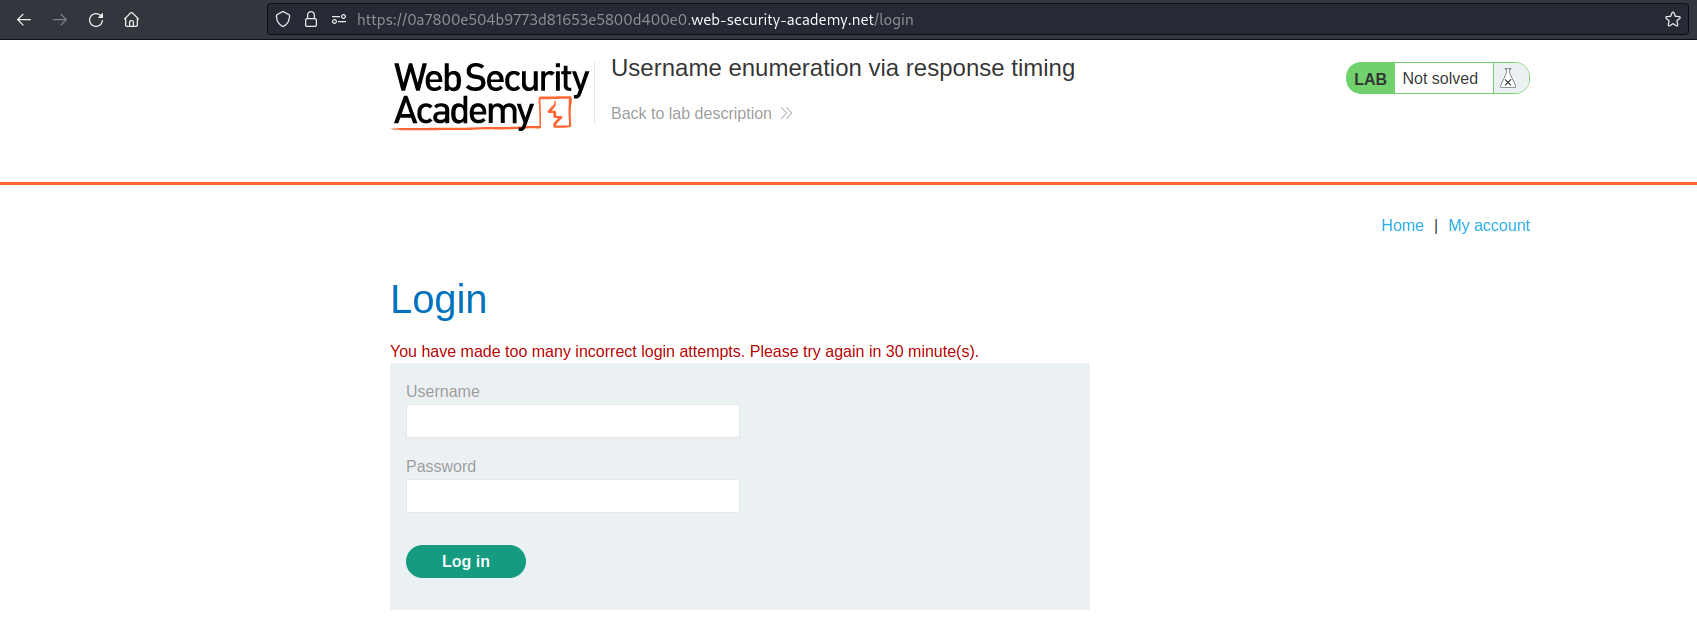 https://0a7800e504b9773d81653e5800d400e0.web-security-academy.net/login
Web Security
Academy
Username enumeration via response timing
Back to lab description
LAB Not solved
Home | My account
Login
You have made too many incorrect login attempts. Please try again in 30 minute(s).
Username
Password
Log in